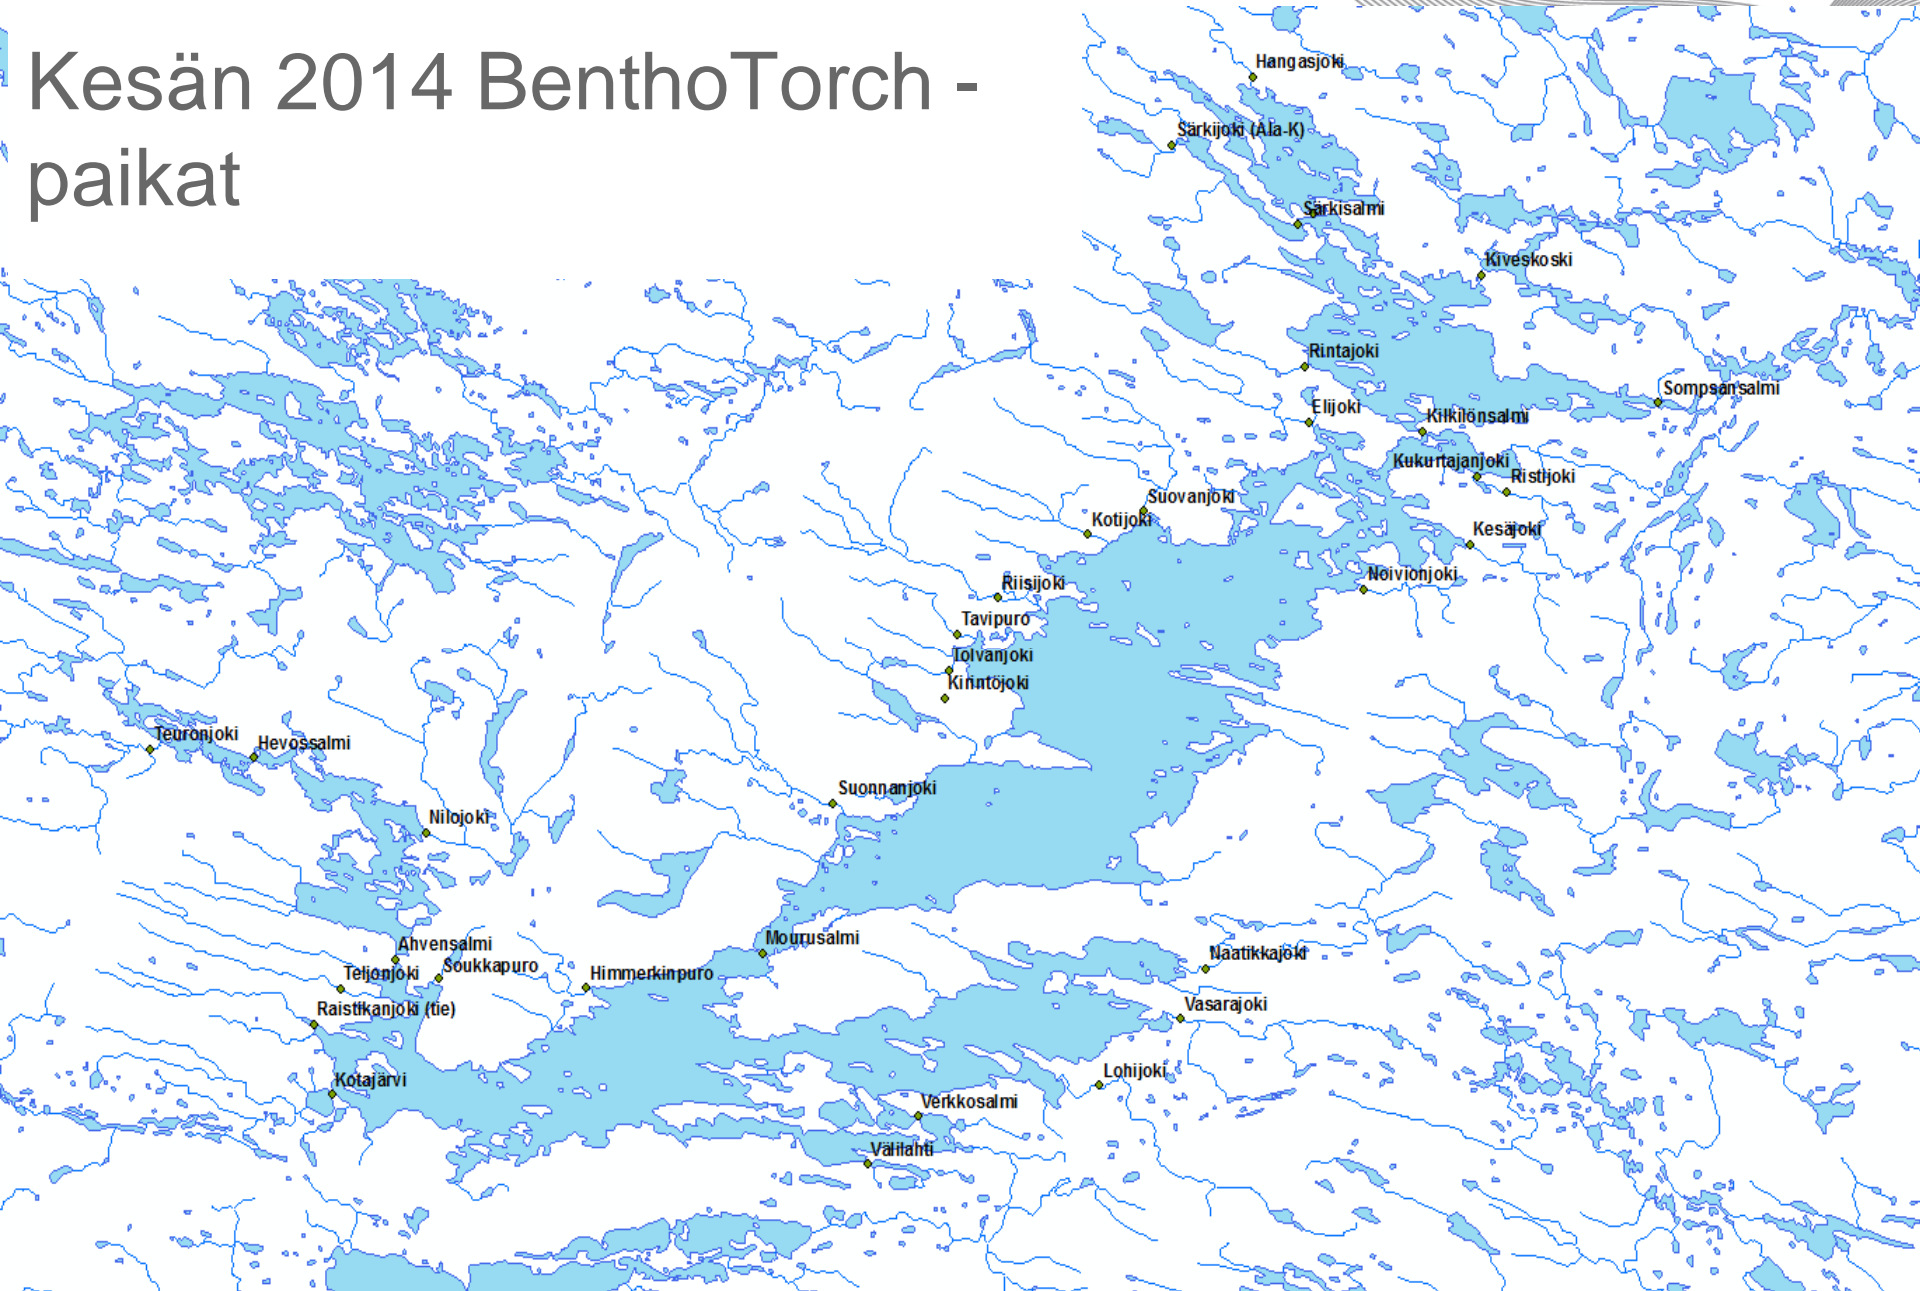 Kesän 2014 BenthoTorch -
paikat
Hangasjoki
Särkijoki (Ala-K)
Särkisalmi
Kiveskoski
Rintajoki
Sompsansalmi
Elijoki
Kilkilönsalmi
Kukurtajanjoki
Ristijoki
Suovanjoki
Kotijoki
Kesäjoki
Noivionjoki
Riisijoki
Tavipuro
Tolvanjoki
Kirintöjoki
Teuronjoki
Hevossalmi
Suonnanjoki
Nilojoki
Mourusalmi
Ahvensalmi
Soukkapuro
Naatikkajoki
Teljonjoki
Himmerkinpuro
Raistikanjoki (tie)
Vasarajoki
Kotajärvi
Lohijoki
Verkkosalmi
Välilahti